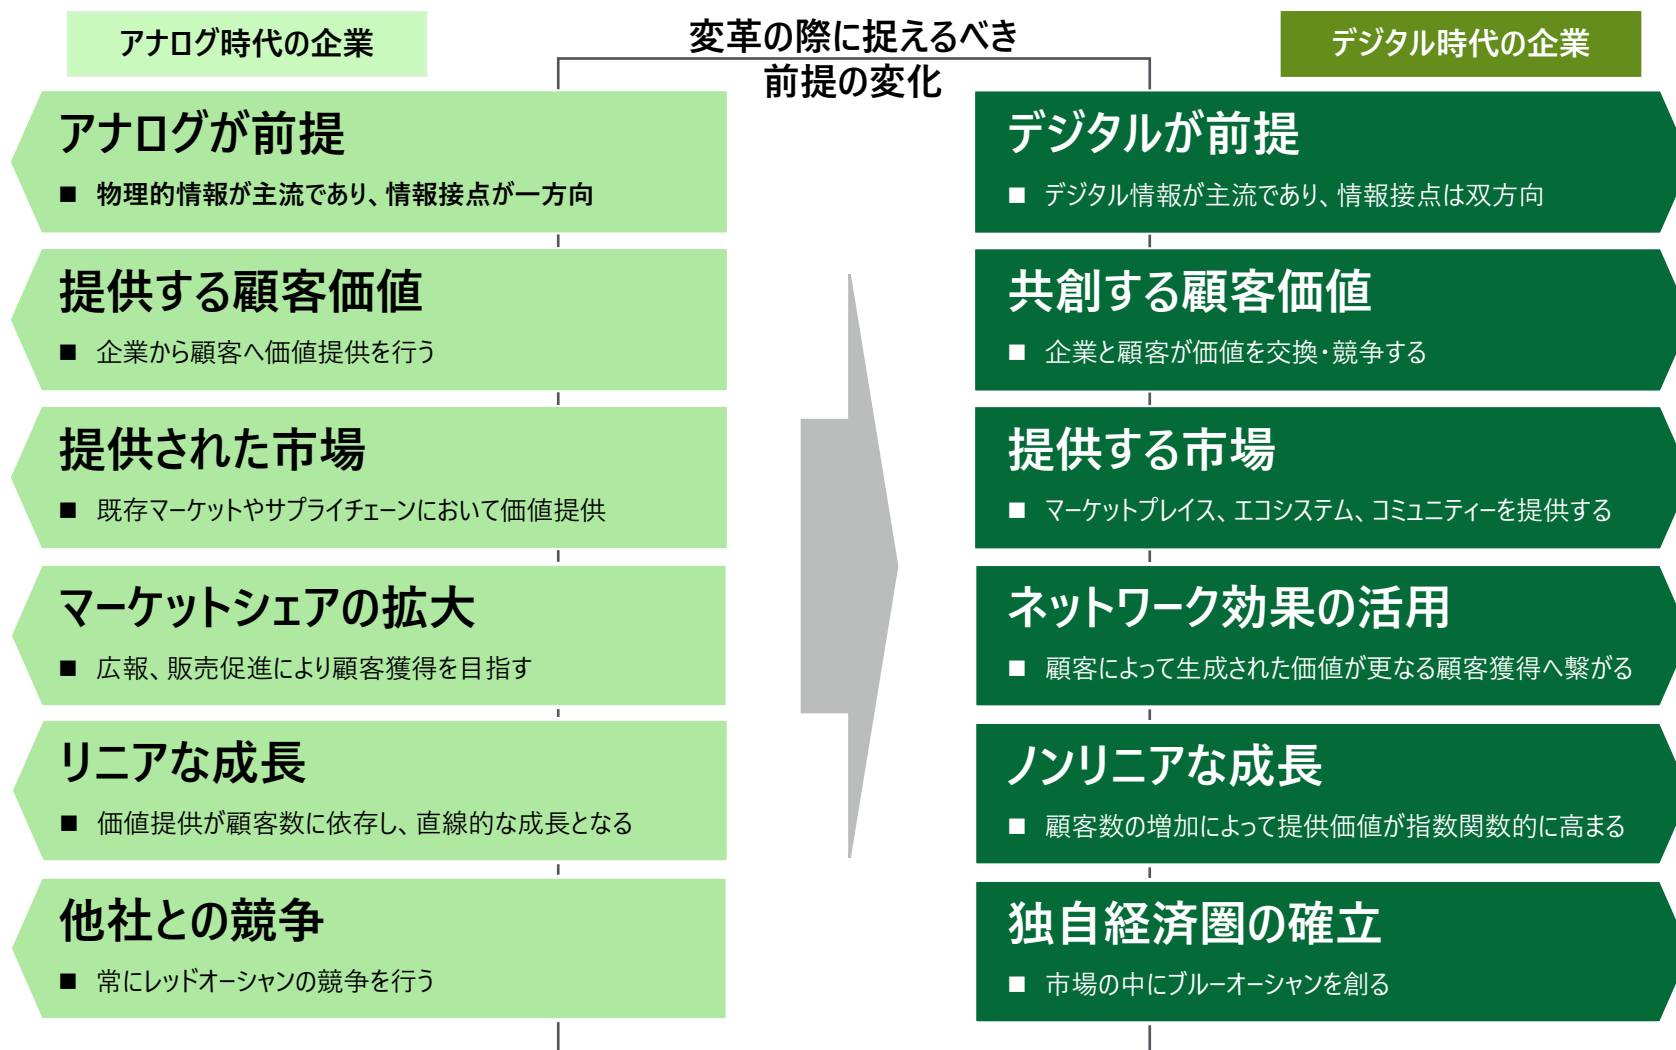 アナログ時代の企業
変革の際に捉えるべき
前提の変化
デジタル時代の企業
アナログが前提
■ 物理的情報が主流であり、情報接点が一方向
デジタルが前提
■ デジタル情報が主流であり、情報接点は双方向
提供する顧客価値
■ 企業から顧客へ価値提供を行う
共創する顧客価値
■ 企業と顧客が価値を交換・競争する
提供された市場
■ 既存マーケットやサプライチェーンにおいて価値提供
提供する市場
■ マーケットプレイス、エコシステム、コミュニティーを提供する
マーケットシェアの拡大
■ 広報、販売促進により顧客獲得を目指す
ネットワーク効果の活用
■ 顧客によって生成された価値が更なる顧客獲得へ繋がる
リニアな成長
■ 価値提供が顧客数に依存し、直線的な成長となる
ノンリニアな成長
■ 顧客数の増加によって提供価値が指数関数的に高まる
他社との競争
■ 常にレッドオーシャンの競争を行う
独自経済圏の確立
■ 市場の中にブルーオーシャンを創る